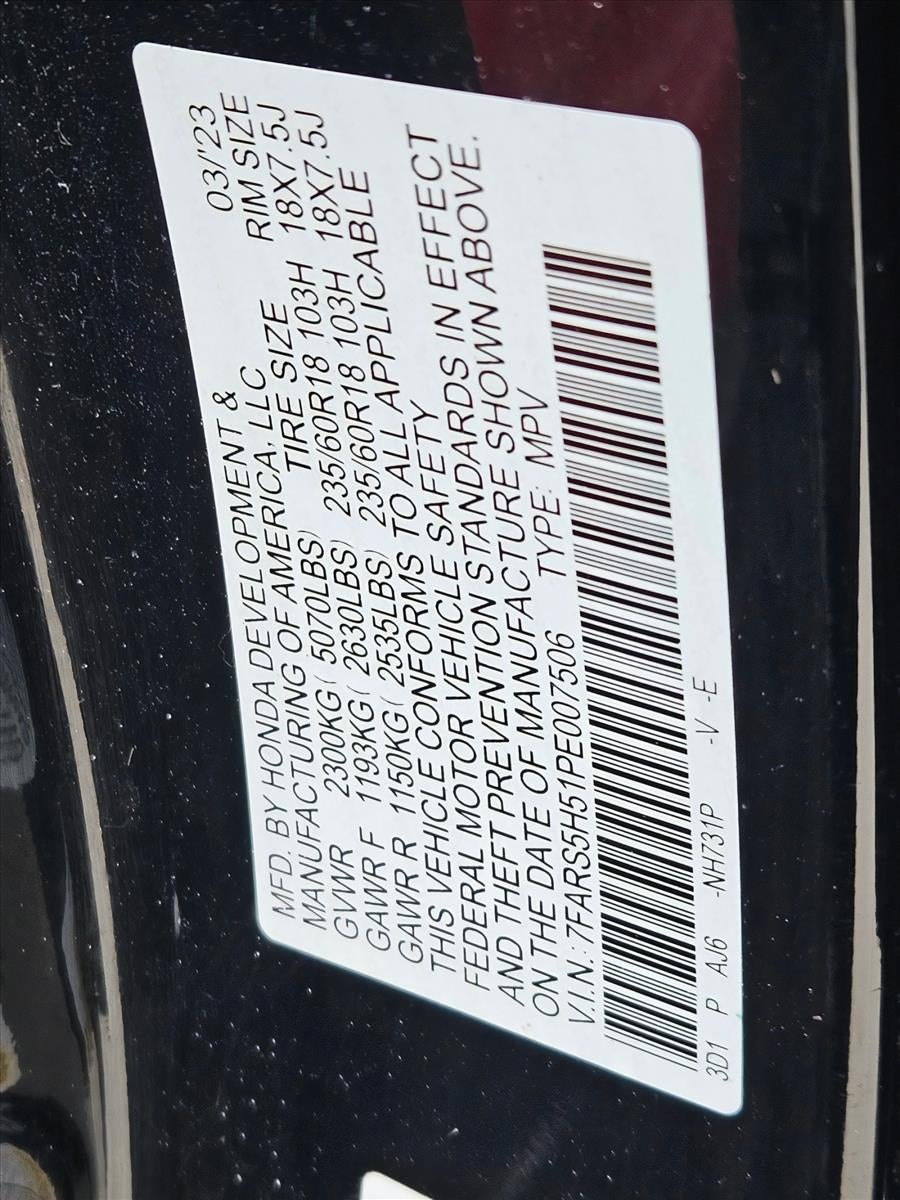 MFD. BY HONDA DEVELOPMENT & 03/'23
MANUFACTURING OF AMERICA, LLC RIM SIZE
TIRE SIZE
GVWR 2300KG ( 5070LBS) 235/60R18 103H 18X7.5J
GAWR F 1193KG ( 2630LBS) 235/60R18 103H 18X7.5J
GAWR R 1150KG ( 2535LBS)
THIS VEHICLE CONFORMS TO ALL APPLICABLE
FEDERAL MOTOR VEHICLE SAFETY
AND THEFT PREVENTION STANDARDS IN EFFECT
ON THE DATE OF MANUFACTURE SHOWN ABOVE.
V.I.N.:7FARS5H51PE007506 TYPE: MPV
3D1 P AJ6 -NH731P -V -E